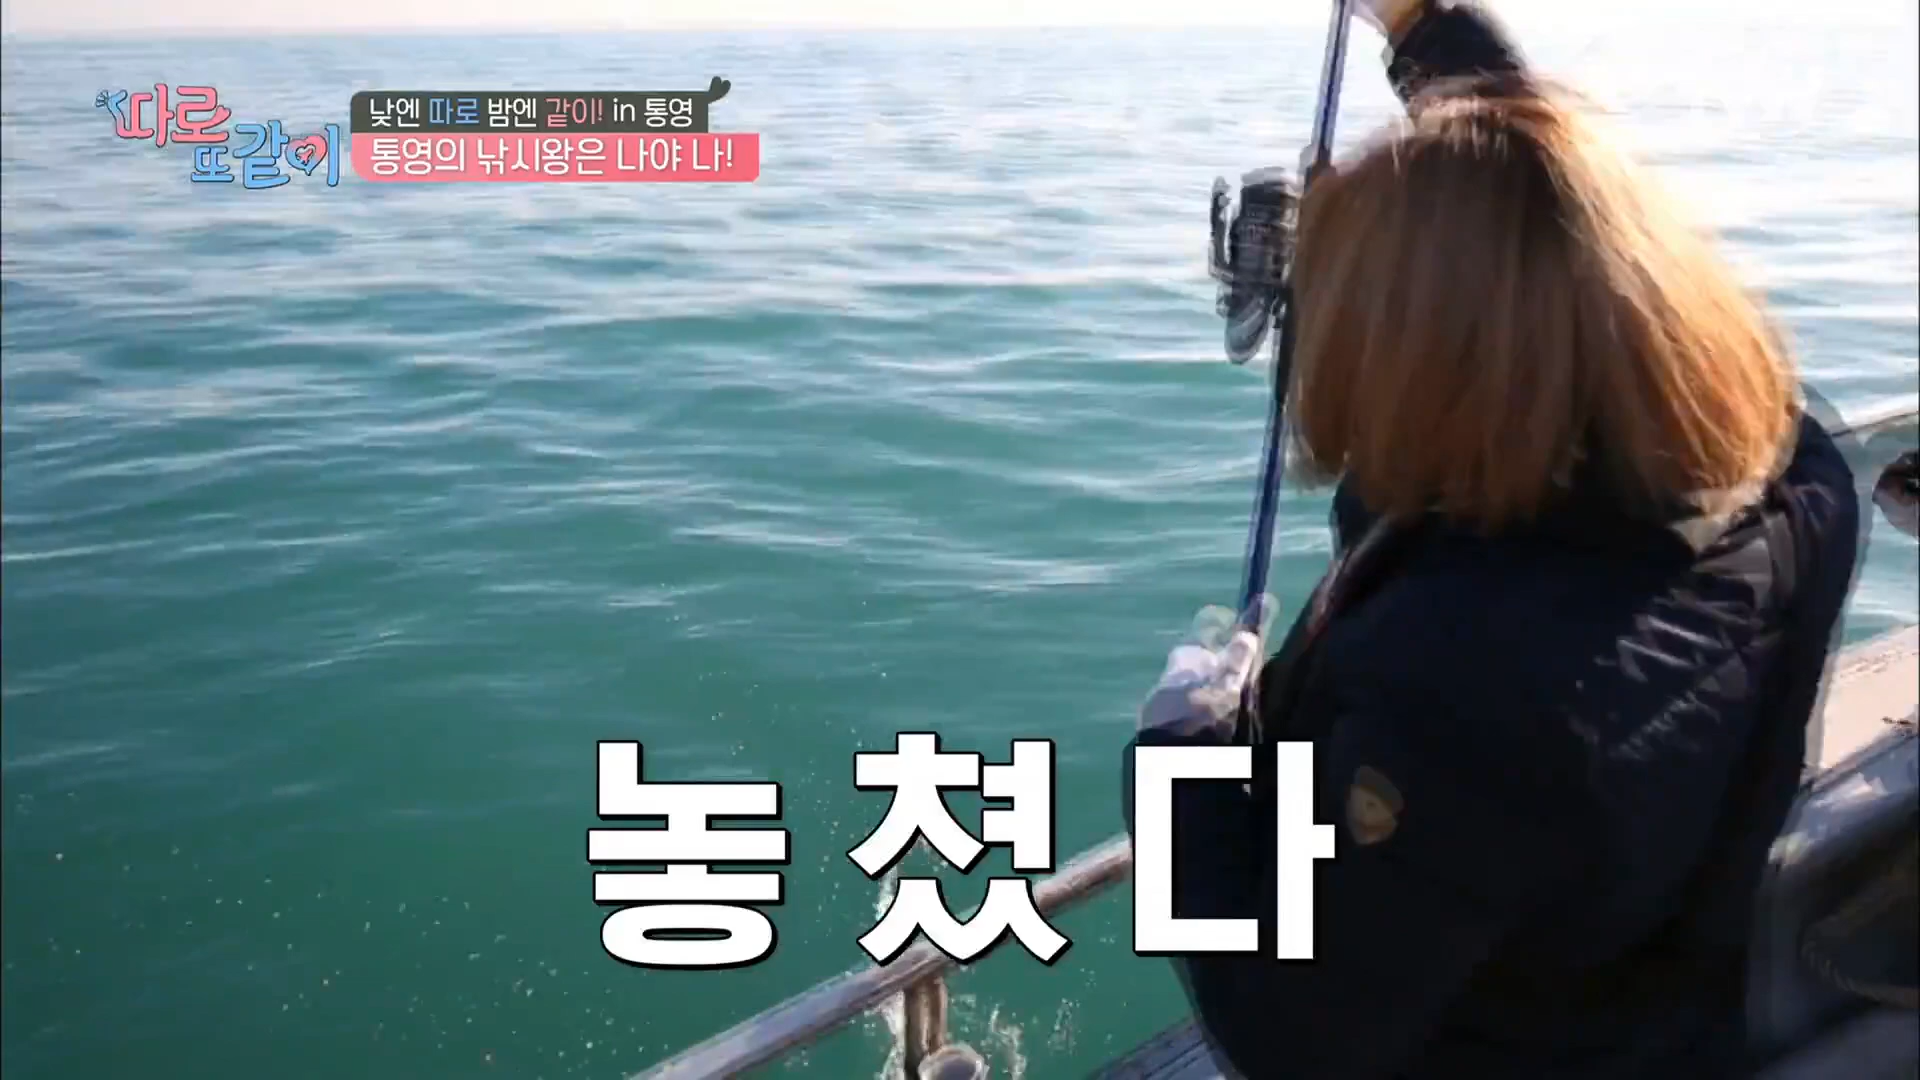 따로
또 같이
낮엔 따로 밤엔 같이! in 통영
통영의 낚시왕은 나야 나!
놓쳤다